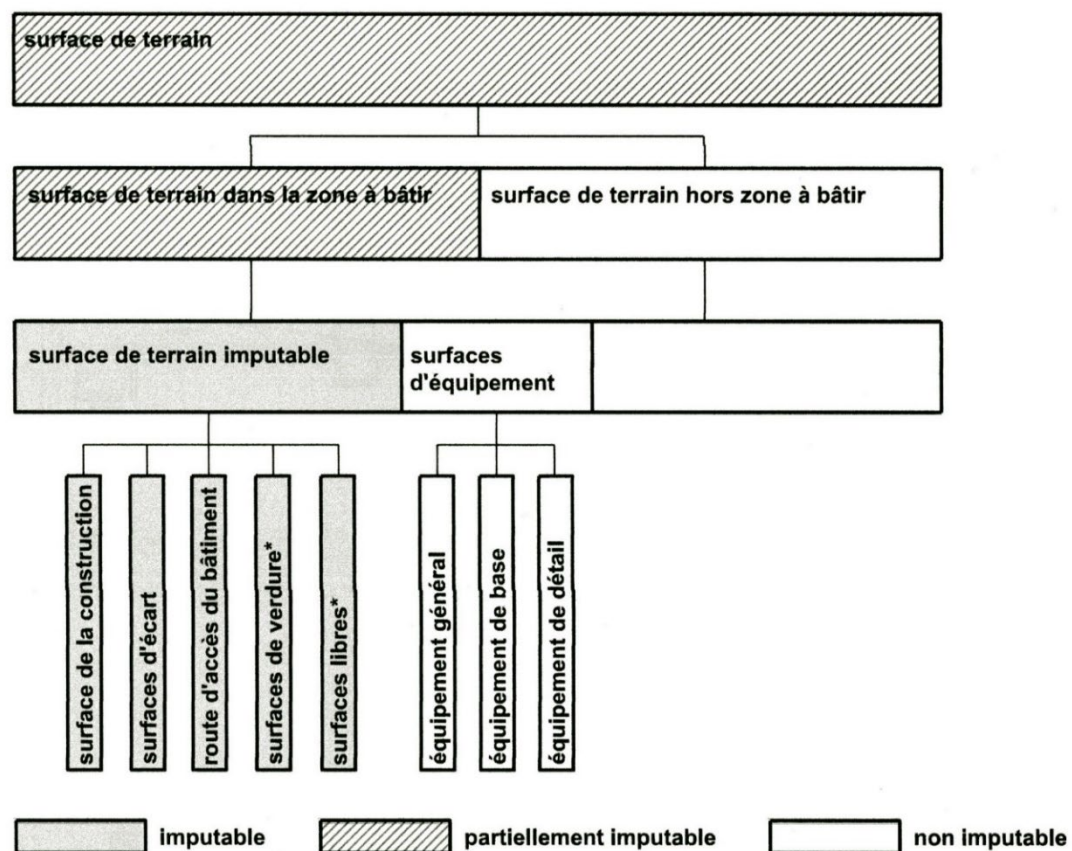 surface de terrain
surface de terrain dans la zone à bâtir
surface de terrain hors zone à bâtir
surface de terrain imputable
surfaces
d'équipement
surface de la construction
surfaces d'écart
route d'accès du bâtiment
surfaces de verdure*
surfaces libres*
équipement général
équipement de base
équipement de détail
imputable
partiellement imputable
non imputable